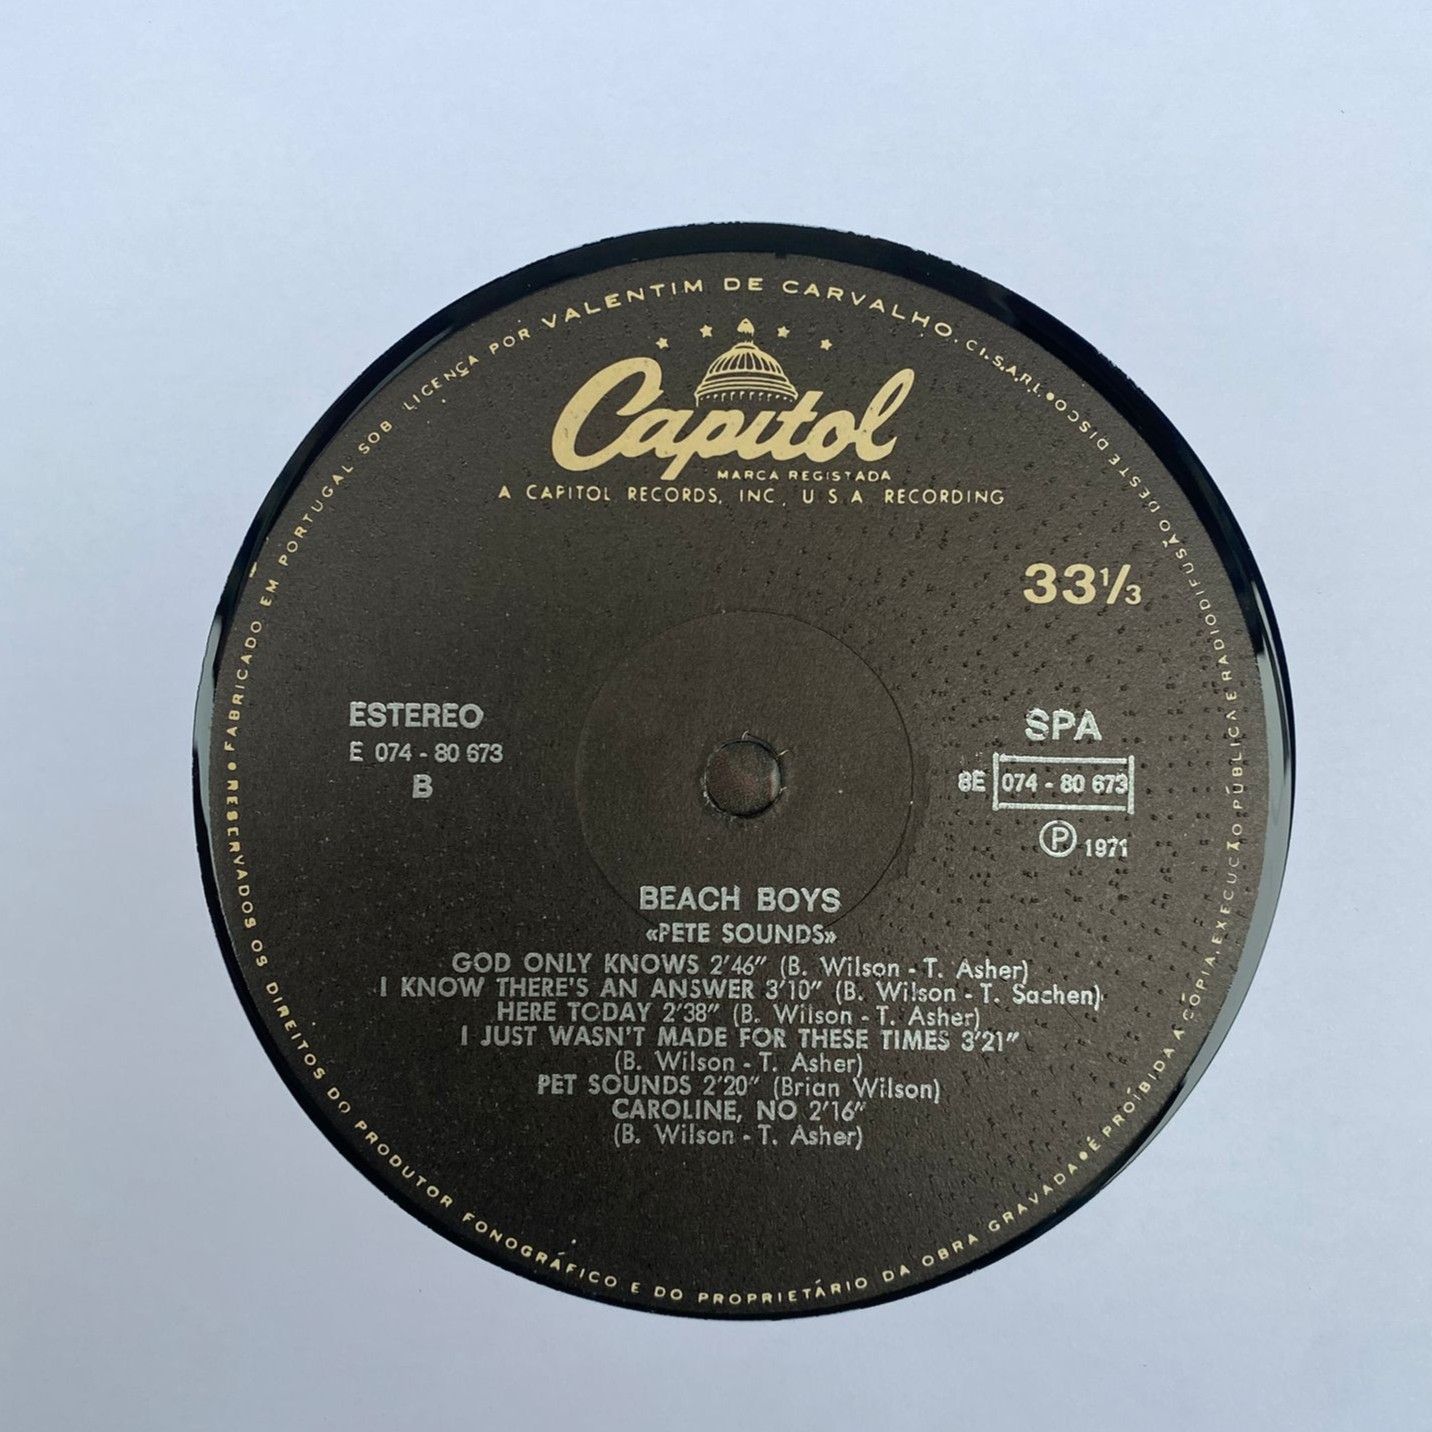 • FABRICADO EM PORTUGAL SOB LICENÇA POR VALENTIM DE CARVALHO, CI. S.A.R.L. • DISCO
Capitol
MARCA REGISTADA
A CAPITOL RECORDS, INC, U.S.A. RECORDING
33⅓
ESTEREO
E 074 - 80 673
B
SPA
8E 074 - 80 673
Ⓟ 1971
BEACH BOYS
«PETE SOUNDS»
GOD ONLY KNOWS 2'46" (B. Wilson - T. Asher)
I KNOW THERE'S AN ANSWER 3'10" (B. Wilson - T. Sachen)
HERE TODAY 2'38" (B. Wilson - T. Asher)
I JUST WASN'T MADE FOR THESE TIMES 3'21"
(B. Wilson - T. Asher)
PET SOUNDS 2'20" (Brian Wilson)
CAROLINE, NO 2'16"
(B. Wilson - T. Asher)
• RESERVADOS OS DIREITOS DO PRODUTOR FONOGRÁFICO E DO PROPRIETÁRIO DA OBRA GRAVADA • É PROÍBIDA A CÓPIA, EXECUÇÃO PÚBLICA E RADIODIFUSÃO DESTE DISCO